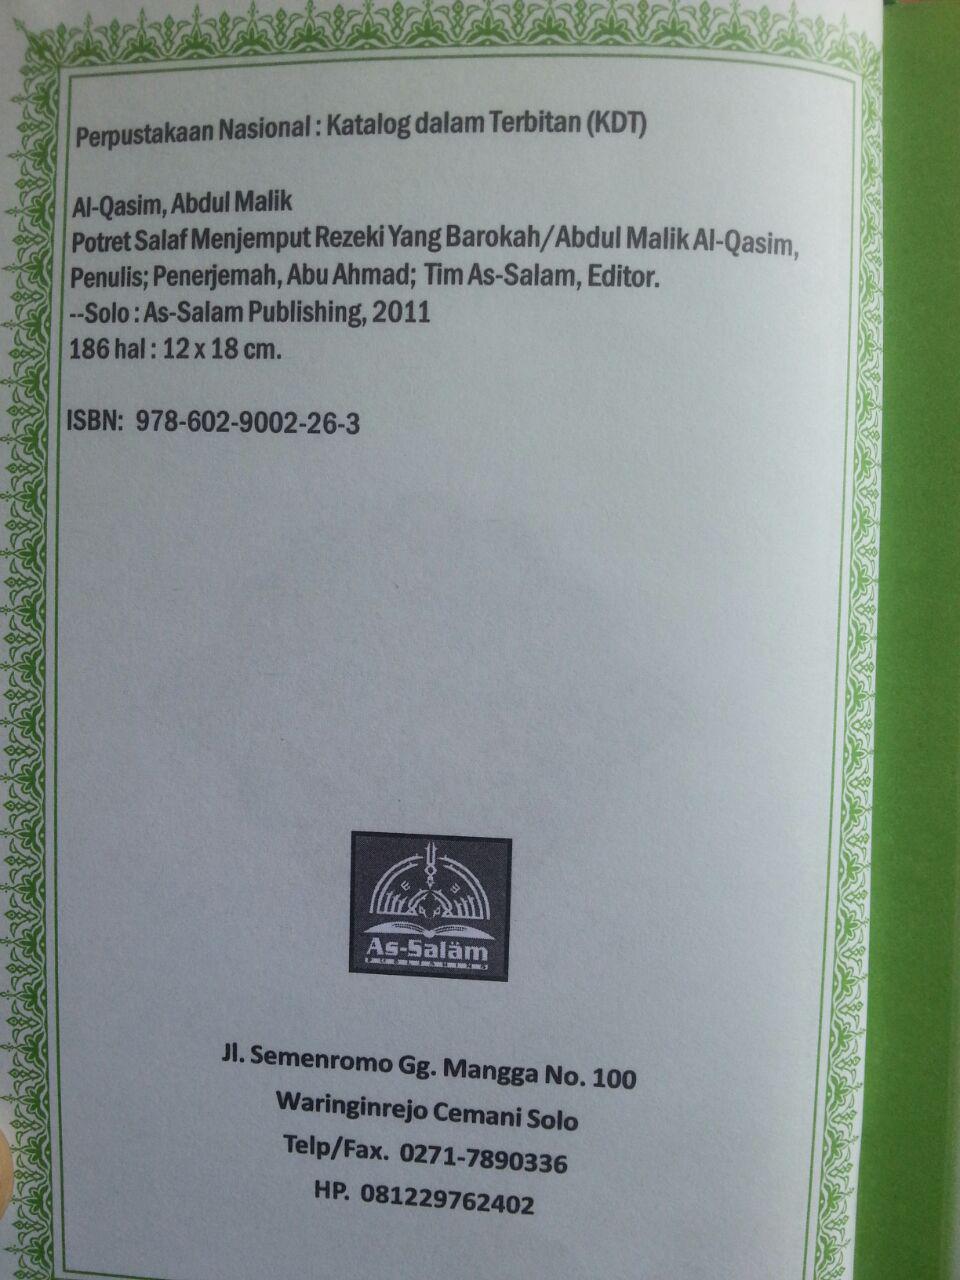 Perpustakaan Nasional : Katalog dalam Terbitan (KDT)
Al-Qasim, Abdul Malik
Potret Salaf Menjemput Rezeki Yang Barokah/Abdul Malik Al-Qasim,
Penulis; Penerjemah, Abu Ahmad; Tim As-Salam, Editor.
--Solo : As-Salam Publishing, 2011
186 hal : 12 x 18 cm.
ISBN: 978-602-9002-26-3
As-Salãm
Jl. Semenromo Gg. Mangga No. 100
Waringinrejo Cemani Solo
Telp/Fax. 0271-7890336
HP. 081229762402